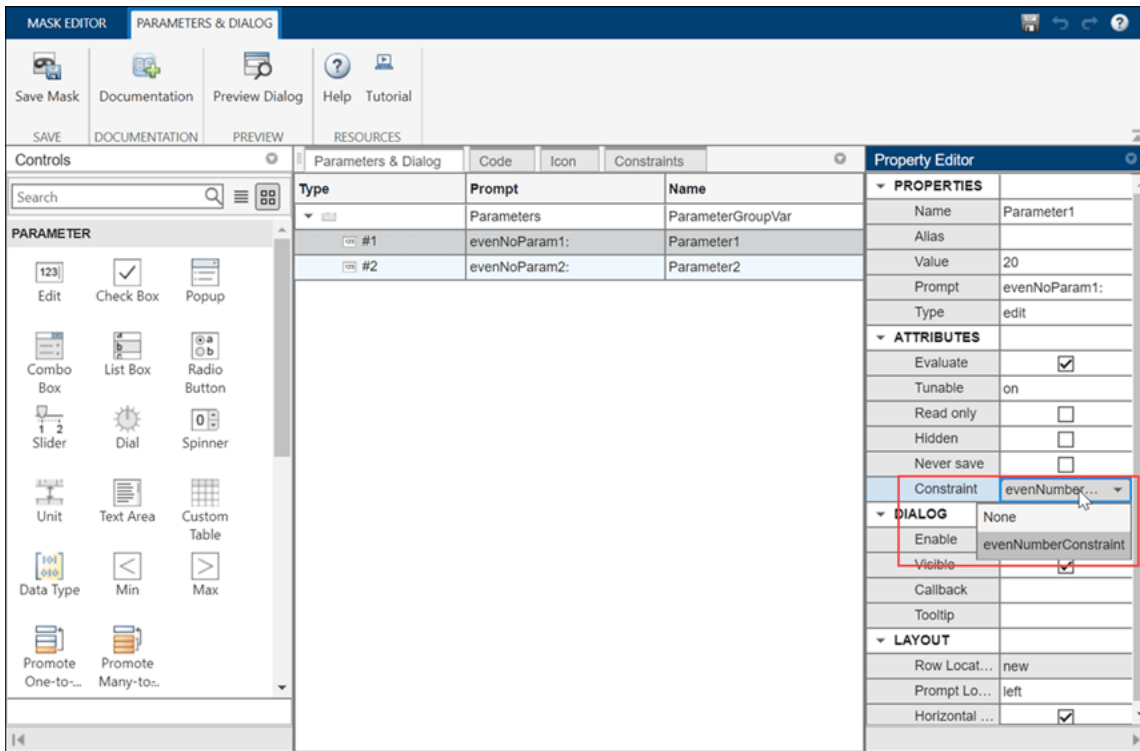 MASK EDITOR PARAMETERS & DIALOG
Save Mask Documentation Preview Dialog Help Tutorial
SAVE DOCUMENTATION PREVIEW RESOURCES
Controls
Search
PARAMETER
123
Edit Check Box Popup
Combo Box List Box Radio Button
1 2
0
Slider Dial Spinner
Unit Text Area Custom Table
Data Type Min Max
Promote One-to-... Promote Many-to-...
Parameters & Dialog Code Icon Constraints
Type Prompt Name
Parameters ParameterGroupVar
#1 evenNoParam1: Parameter1
#2 evenNoParam2: Parameter2
Property Editor
PROPERTIES
Name Parameter1
Alias
Value 20
Prompt evenNoParam1:
Type edit
ATTRIBUTES
Evaluate
Tunable on
Read only
Hidden
Never save
Constraint evenNumber...
None
evenNumberConstraint
DIALOG
Enable
Visible
Callback
Tooltip
LAYOUT
Row Locat... new
Prompt Lo... left
Horizontal ...